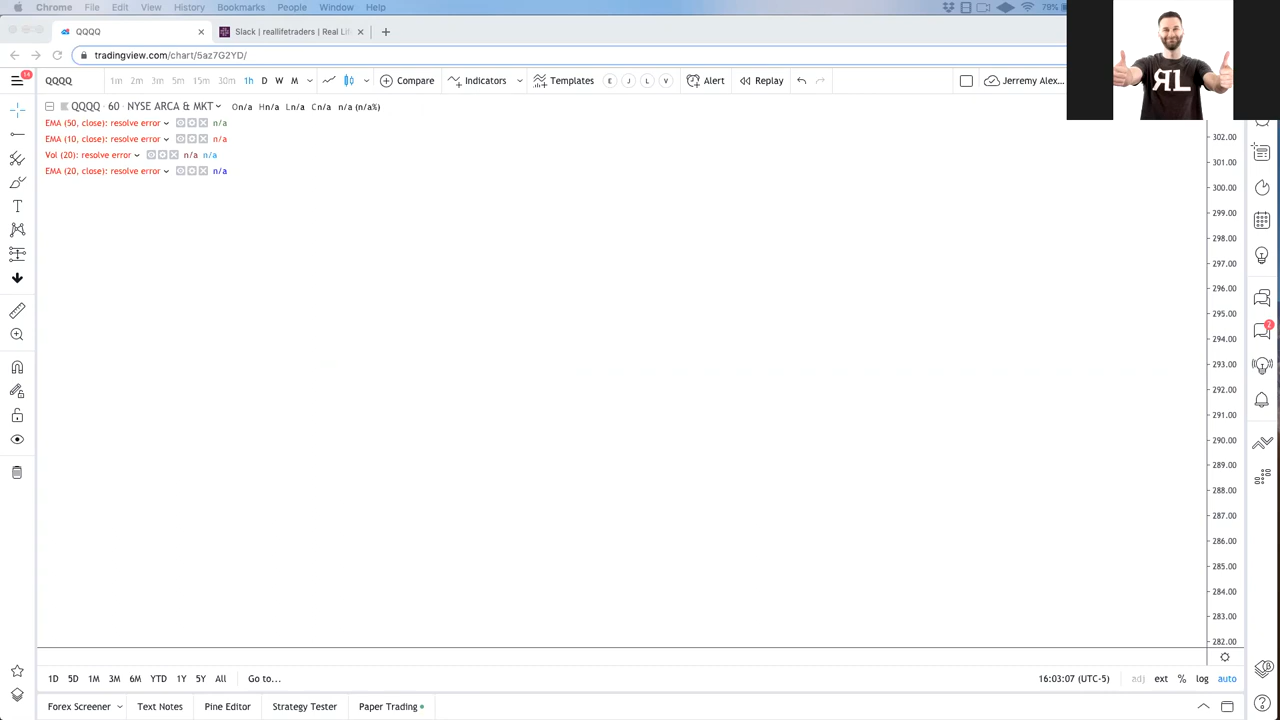 Chrome File Edit View History Bookmarks People Window Help 79%
QQQQ
Slack | reallifetraders | Real Li
tradingview.com/chart/5az7G2YD/
14
QQQQ 1m 2m 3m 5m 15m 30m 1h D W M Compare Indicators Templates E J L V Alert Replay Jerremy Alex...
ЯL
QQQQ · 60 · NYSE ARCA & MKT On/a Hn/a Ln/a Cn/a n/a (n/a%)
EMA (50, close): resolve error n/a
EMA (10, close): resolve error n/a
Vol (20): resolve error n/a n/a
EMA (20, close): resolve error n/a
302.00
301.00
300.00
299.00
298.00
297.00
296.00
295.00
294.00
293.00
292.00
291.00
290.00
289.00
288.00
287.00
286.00
285.00
284.00
283.00
282.00
2
1D 5D 1M 3M 6M YTD 1Y 5Y All Go to... 16:03:07 (UTC-5) adj ext % log auto
Forex Screener Text Notes Pine Editor Strategy Tester Paper Trading